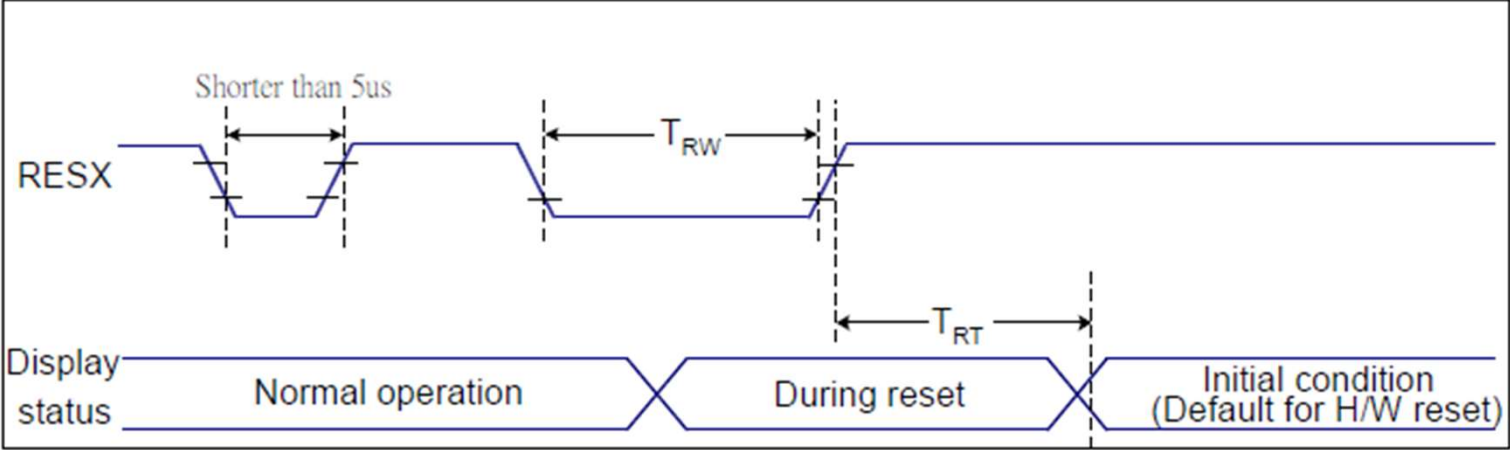 Shorter than 5us
TRW
RESX
TRT
Display
status
Normal operation
During reset
Initial condition
(Default for H/W reset)